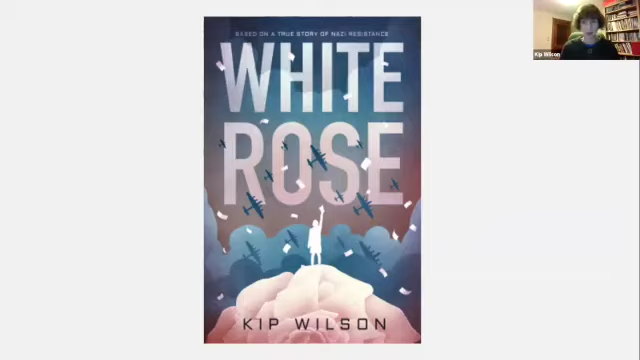 BASED ON A TRUE STORY OF NAZI RESISTANCE
WHITE
ROSE
KIP WILSON
Kip Wilson